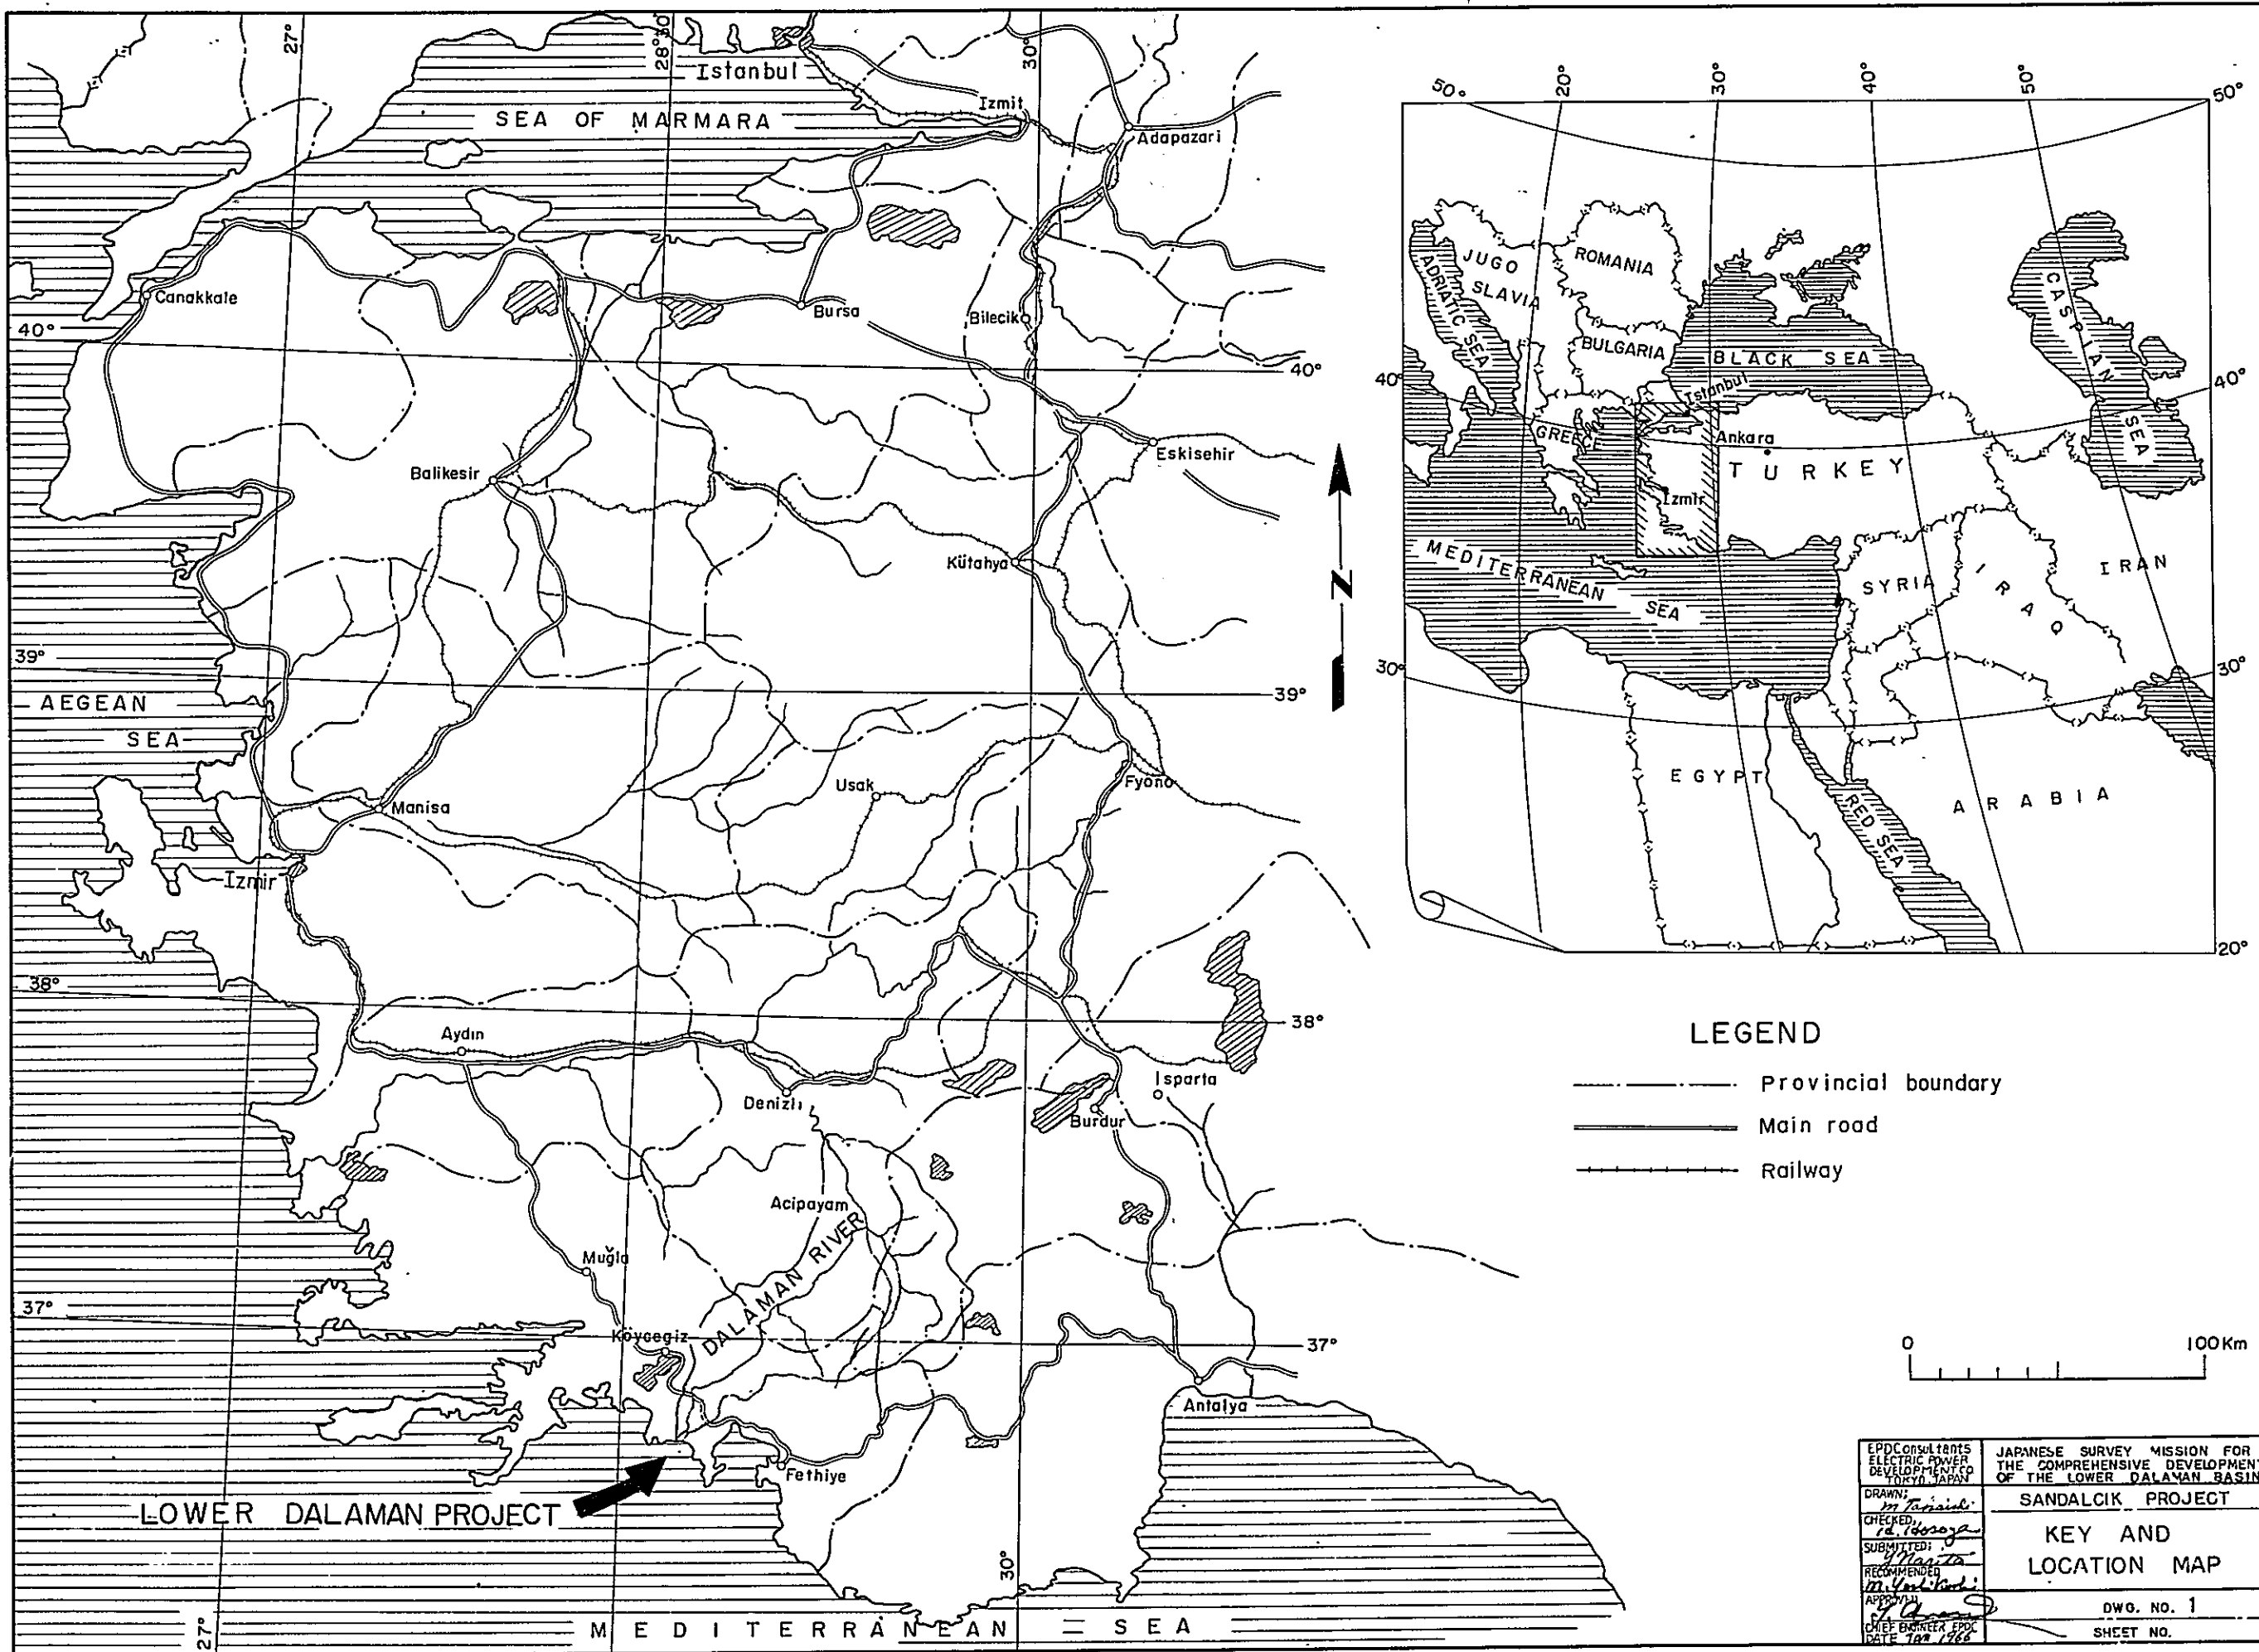 27°
28°30'
30°
Istanbul
SEA OF MARMARA
Izmit
Adapazari
Canakkale
Bursa
Bilecik
40°
40°
Balikesir
Eskisehir
Kütahya
N
39°
39°
AEGEAN
SEA
Usak
Fyono
Manisa
Izmir
38°
38°
Aydın
Denizli
Isparta
Burdur
Acipayam
DALAMAN RIVER
Muğla
37°
37°
Köycegiz
Antalya
Fethiye
LOWER DALAMAN PROJECT
27°
30°
MEDITERRANEAN SEA
50°
20°
30°
40°
50°
50°
JUGO
SLAVIA
ROMANIA
ADRIATIC SEA
BULGARIA
BLACK SEA
CASPIAN
SEA
40°
40°
Istanbul
GREECE
Ankara
TURKEY
Izmir
MEDITERRANEAN
SEA
SYRIA
IRAQ
IRAN
30°
30°
EGYPT
RED SEA
ARABIA
20°
LEGEND
Provincial boundary
Main road
Railway
0 100Km
EPDConsultants
ELECTRIC POWER
DEVELOPMENT CO
TOKYO, JAPAN
JAPANESE SURVEY MISSION FOR
THE COMPREHENSIVE DEVELOPMENT
OF THE LOWER DALAMAN BASIN
DRAWN:
SANDALCIK PROJECT
CHECKED,
KEY AND
LOCATION MAP
SUBMITTED:
RECOMMENDED
APPROVED
DWG. NO. 1
CHIEF ENGINEER EPDC
DATE JAN. 1966
SHEET NO.